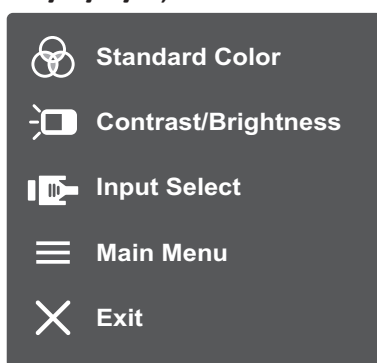 Standard Color
Contrast/Brightness
Input Select
Main Menu
Exit